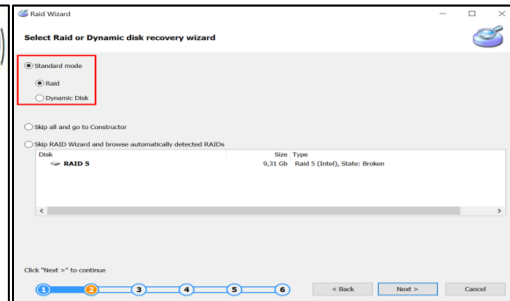 Raid Wizard
Select Raid or Dynamic disk recovery wizard
Standard mode
Raid
Dynamic Disk
Skip all and go to Constructor
Skip RAID Wizard and browse automatically detected RAIDs
Disk Size Type
RAID 5 9,31 Gb Raid 5 (Intel), State: Broken
Click "Next >" to continue
1 2 3 4 5 6 < Back Next > Cancel